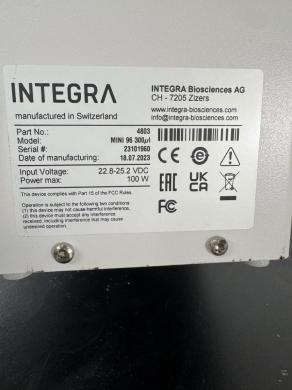 INTEGRA
manufactured in Switzerland
INTEGRA Biosciences AG
CH - 7205 Zizers
www.integra-biosciences.com
info@integra-biosciences.com
Part No.: 4803
Model: MINI 96 300µl
Serial #: 23101960
Date of manufacturing: 18.07.2023
Input Voltage: 22.8-25.2 VDC
Power max: 100 W
CE
EAC
UK
CA
FC
This device complies with Part 15 of the FCC Rules.
Operation is subject to the following two conditions:
(1) this device may not cause harmful interference,
(2) this device must accept any interference
received, including interference that may cause
undesired operation.